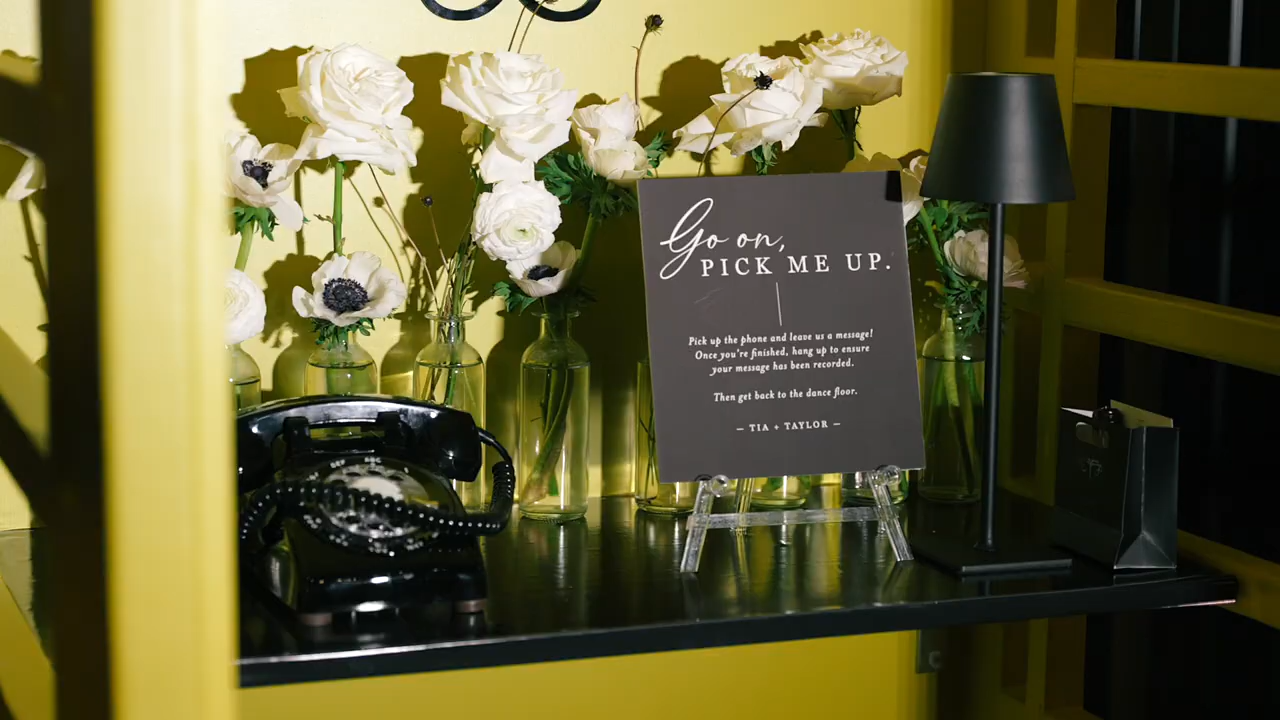 Go on,
PICK ME UP.
Pick up the phone and leave us a message!
Once you're finished, hang up to ensure
your message has been recorded.
Then get back to the dance floor.
— TIA + TAYLOR —